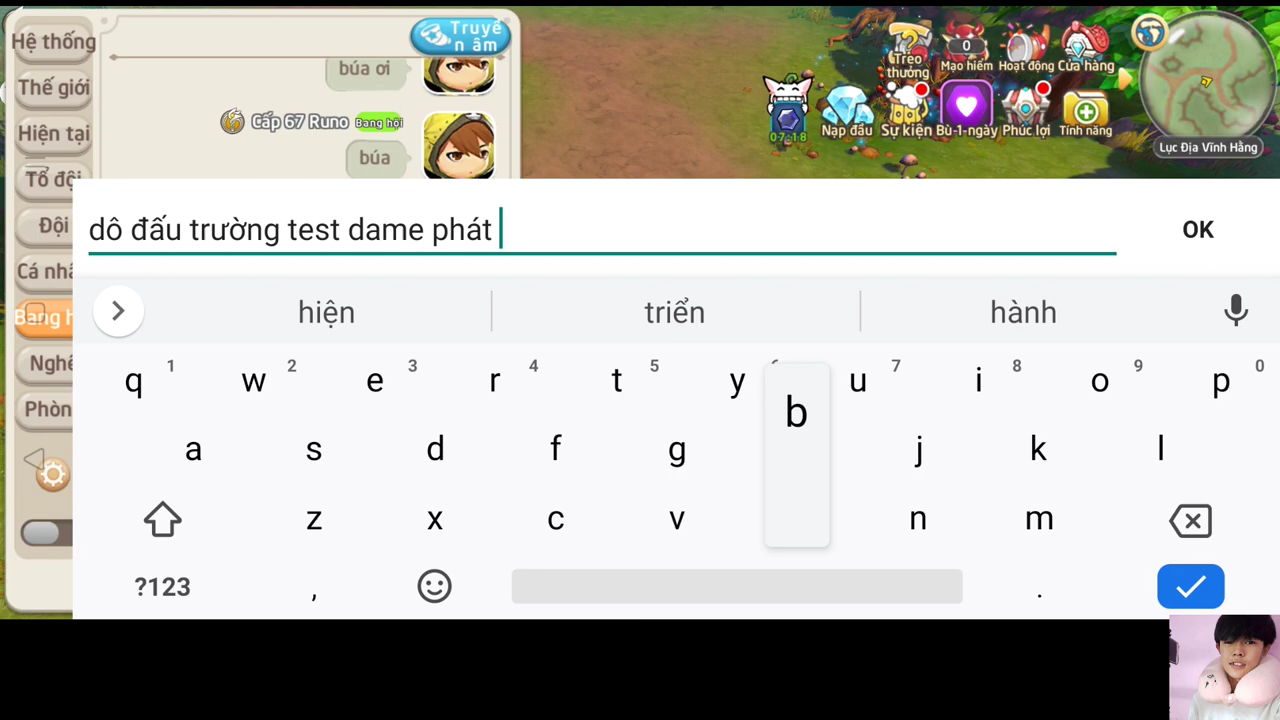 Hệ thống
Thế giới
Hiện tại
Tổ đội
Đội
Cá nhâ
Bang h
Nghề
Phòn
Truyề
n âm
búa ơi
Cấp 67 Runo Bang hội
búa
Treo
thưởng
0
Mạo hiểm
Hoạt động
Cửa hàng
07:18
Nạp đầu
Sự kiện
Bù-1-ngày
Phúc lợi
Tính năng
Lục Địa Vĩnh Hằng
dô đấu trường test dame phát
OK
hiện triển hành
q 1 w 2 e 3 r 4 t 5 y u 7 i 8 o 9 p 0
a s d f g j k l
z x c v b n m
?123 , .